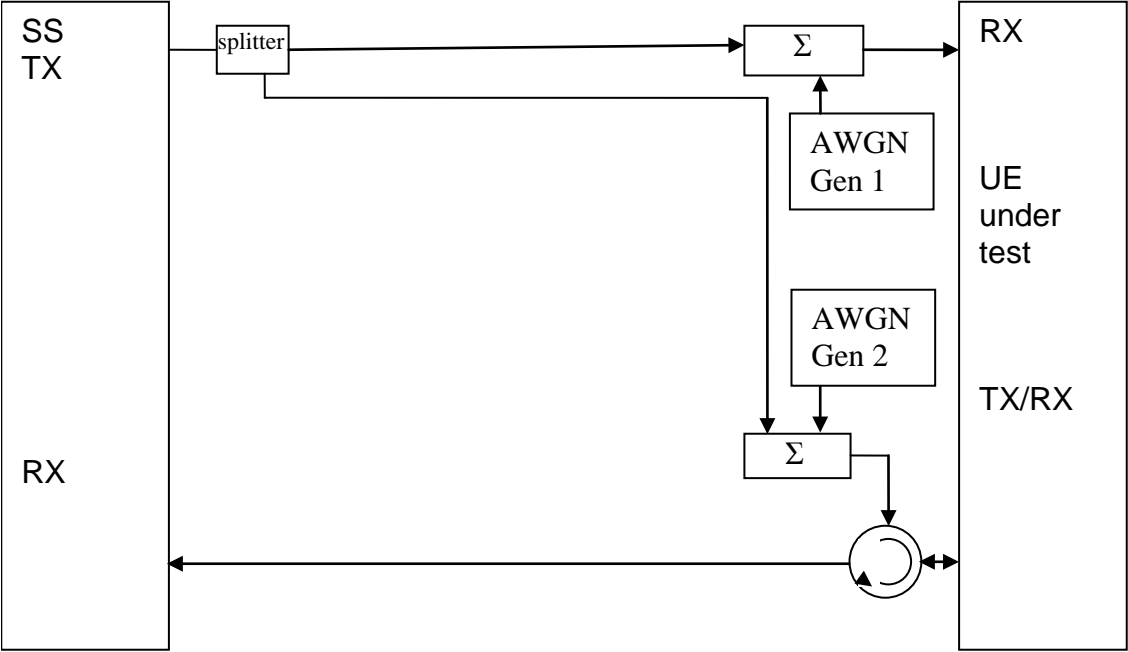 SS
TX
splitter
Σ
RX
AWGN
Gen 1
UE
under
test
AWGN
Gen 2
TX/RX
Σ
RX